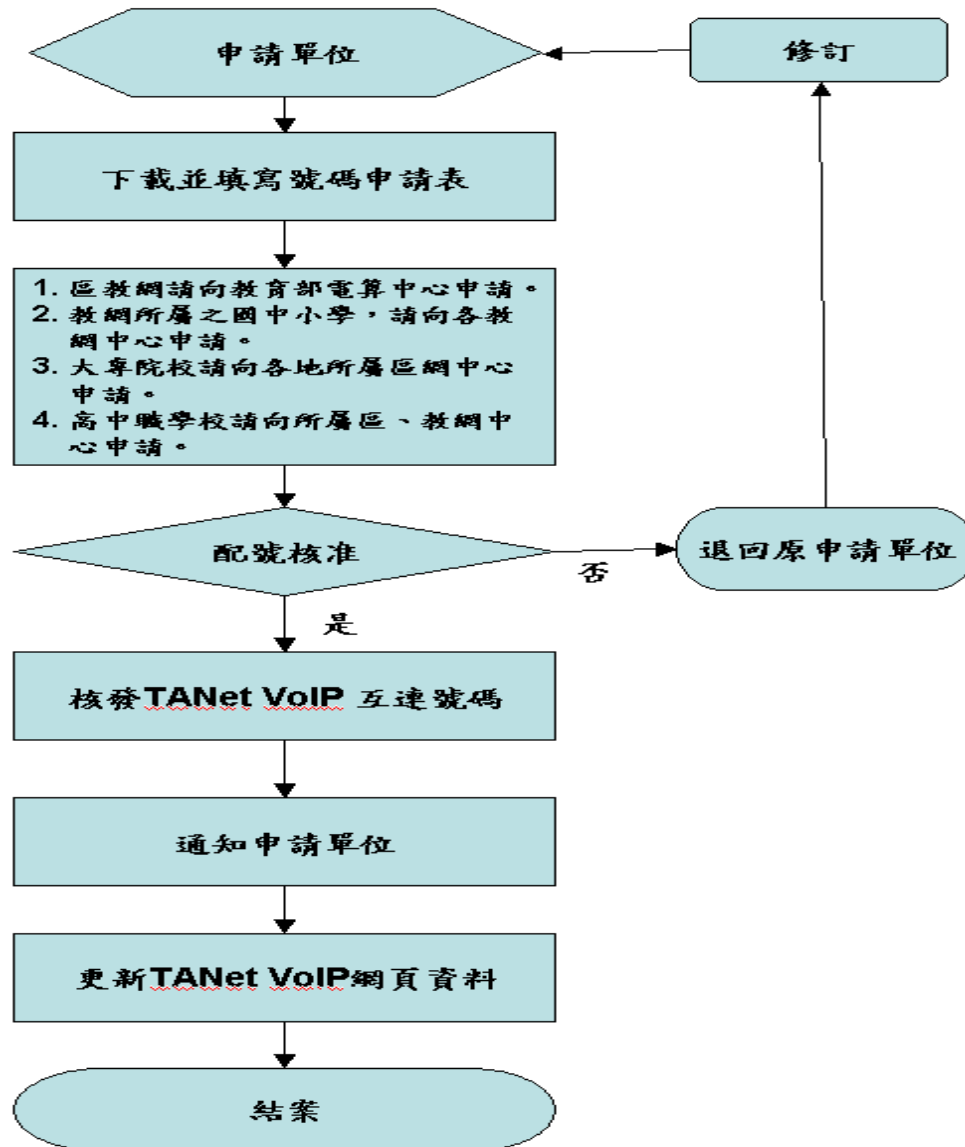 申請單位
修訂
下載並填寫號碼申請表
1. 區教網請向教育部電算中心申請。
2. 教網所屬之國中小學，請向各教
網中心申請。
3. 大專院校請向各地所屬區網中心
申請。
4. 高中職學校請向所屬區、教網中
心申請。
配號核准
否
退回原申請單位
是
核發TANet VoIP 互連號碼
通知申請單位
更新TANet VoIP網頁資料
結案